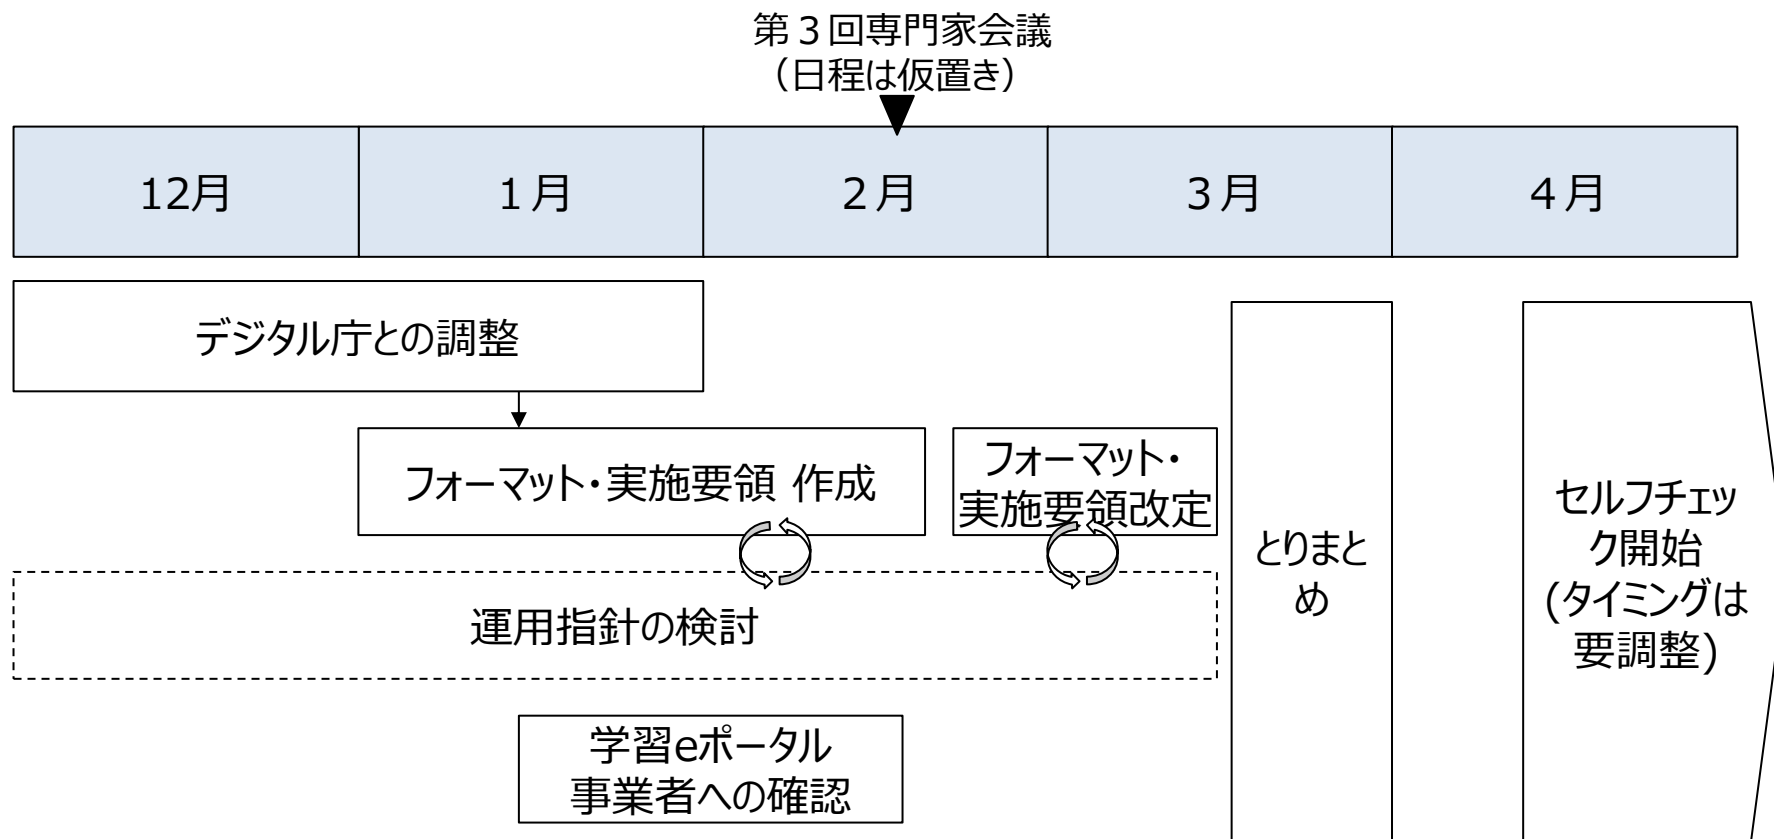 第３回専門家会議
（日程は仮置き）
12月
１月
２月
３月
４月
デジタル庁との調整
フォーマット・実施要領 作成
フォーマット・
実施要領改定
運用指針の検討
学習eポータル
事業者への確認
とりまと
め
セルフチェッ
ク開始
(タイミングは
要調整)